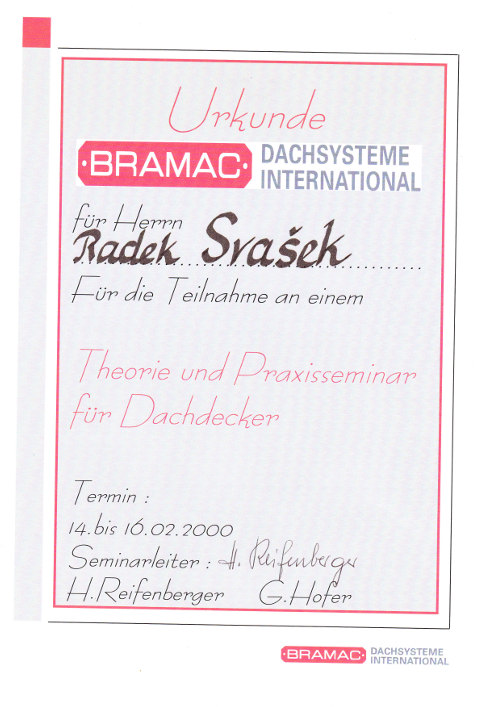 Urkunde
·BRAMAC· DACHSYSTEME
INTERNATIONAL
für Herrn
Radek Svašek
Für die Teilnahme an einem
Theorie und Praxisseminar
für Dachdecker
Termin :
14.bis 16.02.2000
Seminarleiter : H. Reifenberger
H.Reifenberger G.Hofer
·BRAMAC· DACHSYSTEME
INTERNATIONAL